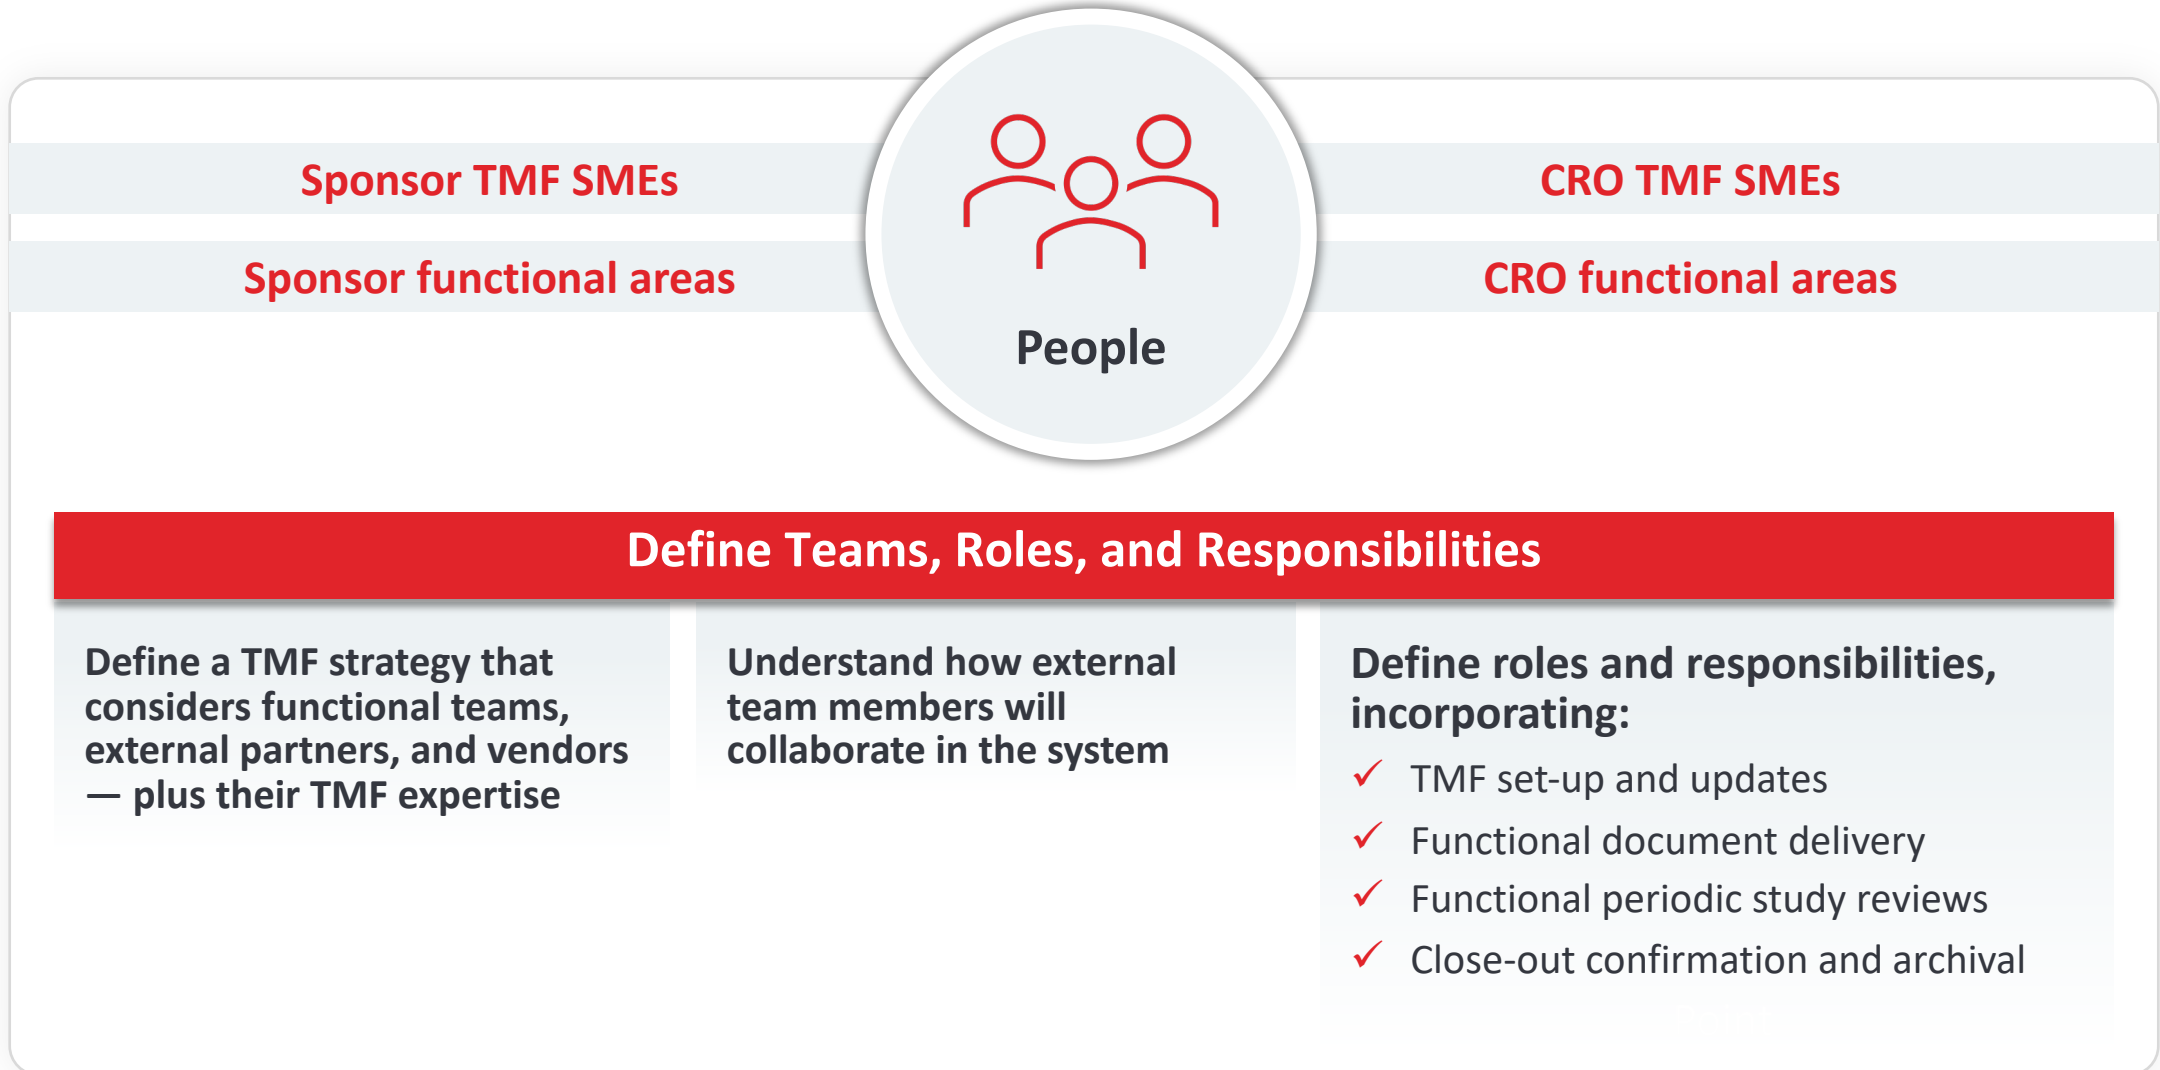 Sponsor TMF SMEs
Sponsor functional areas
People
CRO TMF SMEs
CRO functional areas
Define Teams, Roles, and Responsibilities
Define a TMF strategy that
considers functional teams,
external partners, and vendors
— plus their TMF expertise
Understand how external
team members will
collaborate in the system
Define roles and responsibilities,
incorporating:
✓ TMF set-up and updates
✓ Functional document delivery
✓ Functional periodic study reviews
✓ Close-out confirmation and archival